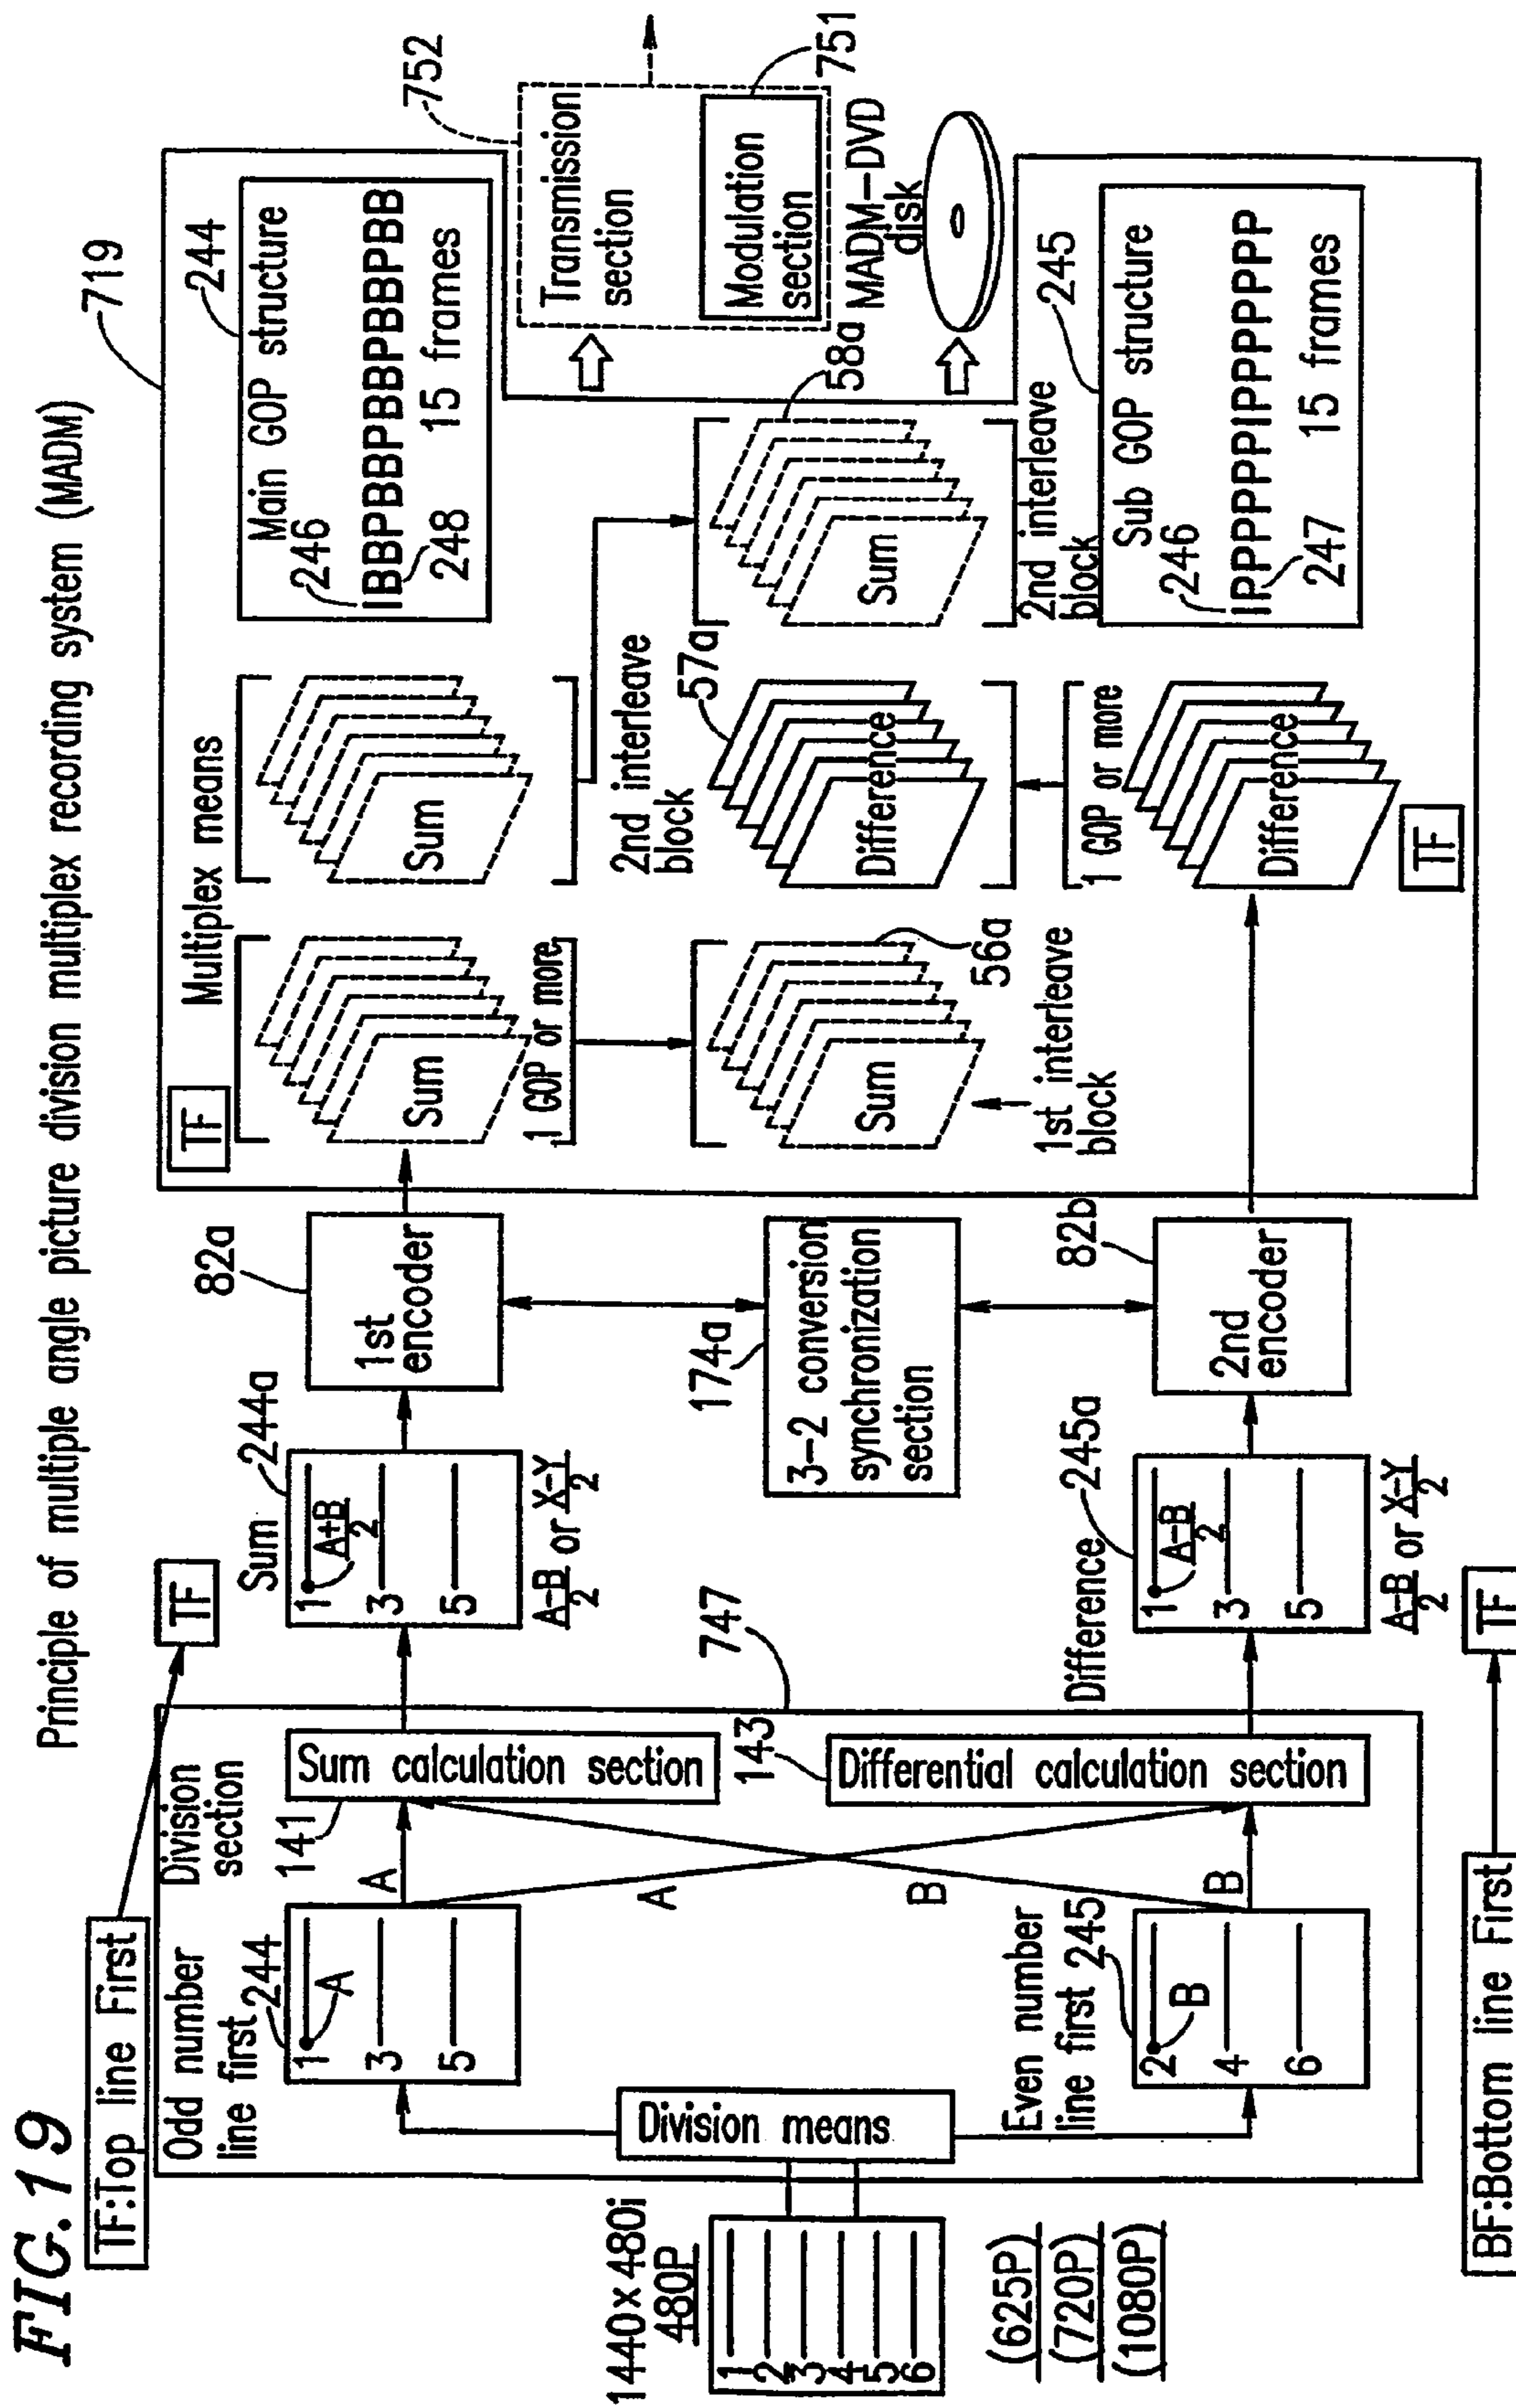 FIG. 19
Principle of multiple angle picture division multiplex recording system (MADM)
TF:Top line First
TF
719
Odd number
line first
244
Division
section
1
A
3
5
A
141
Sum calculation section
Sum
244a
1
A+B
2
3
5
A-B or X-Y
2 2
82a
1st
encoder
TF
Multiplex means
Sum
1 GOP or more
Sum
2nd interleave
block
244
Main GOP structure
246
IBBPBBPBBPBBPBB
248
15 frames
752
Transmission
section
Modulation
section
751
1440x480i
480P
1
2
3
4
5
6
(625P)
(720P)
(1080P)
Division means
A
B
747
174a
3-2 conversion
synchronization
section
Sum
56a
1st interleave
block
57a
Difference
Sum
58a
2nd interleave
block
MADM-DVD
disk
Even number
line first
245
2
B
4
6
B
143
Differential calculation section
Difference
245a
1
A-B
2
3
5
A-B or X-Y
2 2
82b
2nd
encoder
1 GOP or more
Difference
TF
245
Sub GOP structure
246
IPPPPPIPPPPPPP
247
15 frames
BF:Bottom line First
TF